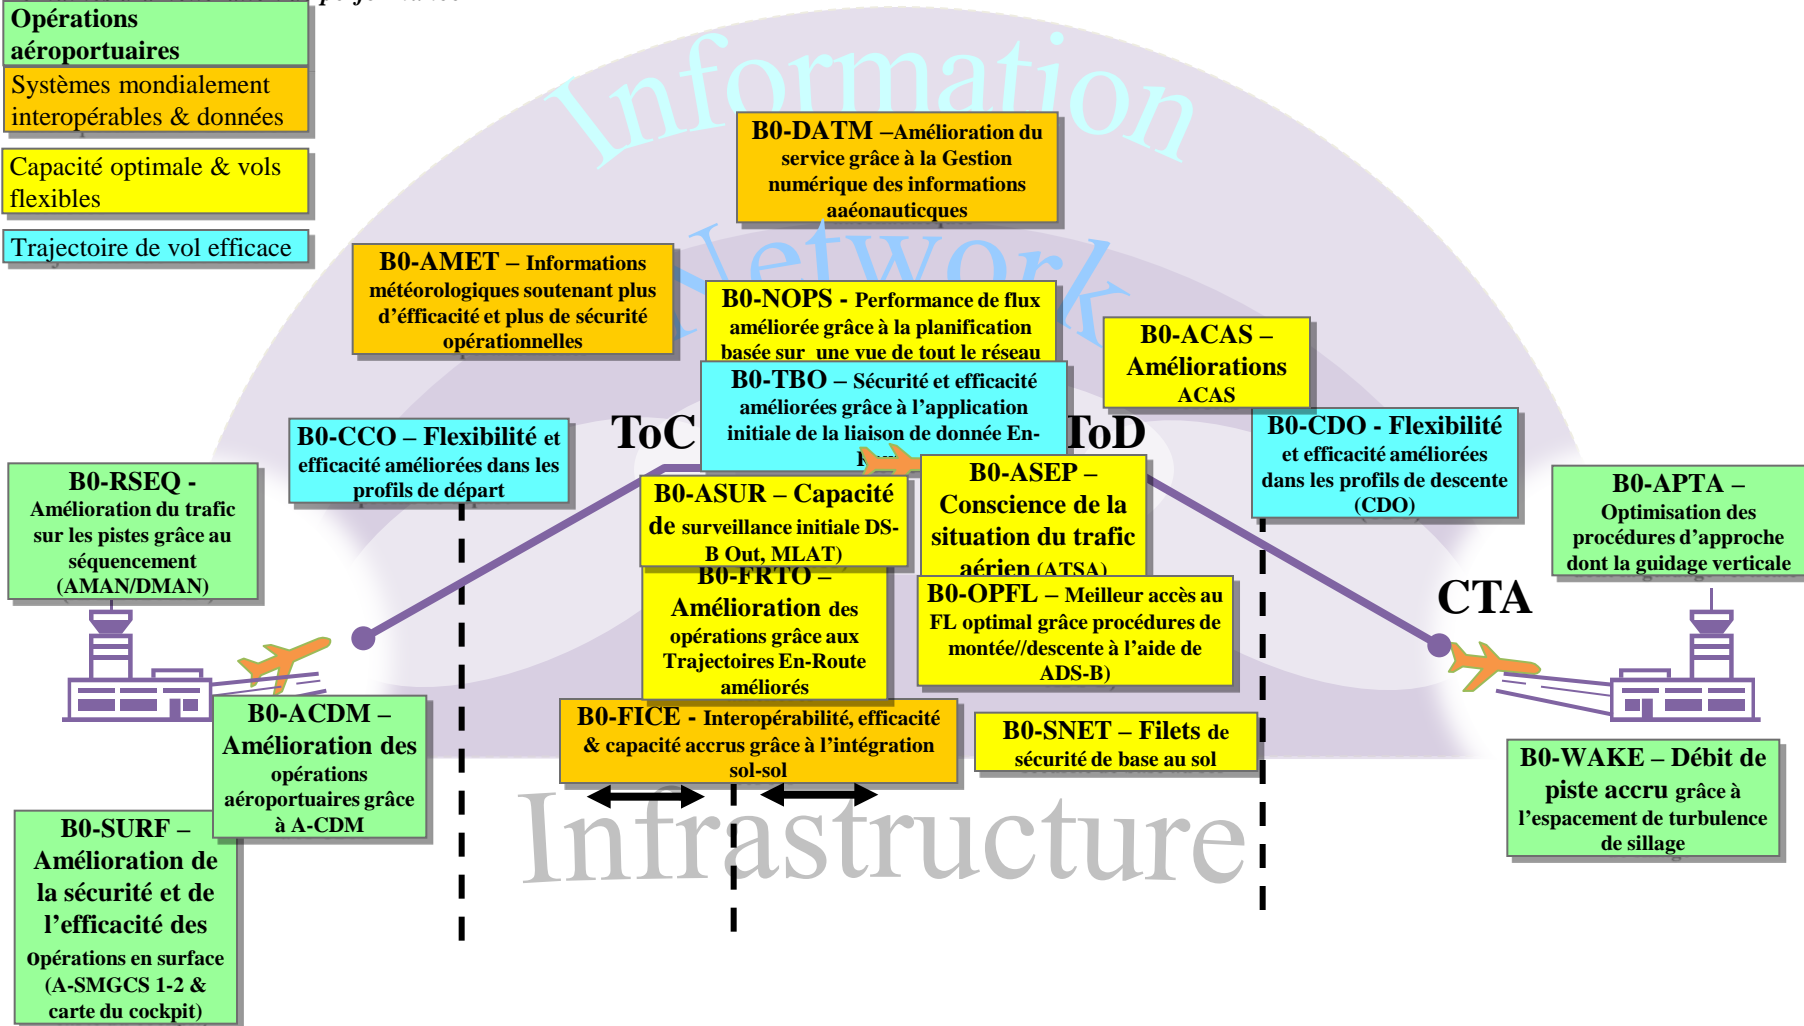 Opérations
aéroportuaires
Systèmes mondialement
interopérables & données
Capacité optimale & vols
flexibles
Trajectoire de vol efficace
Information
B0-DATM –Amélioration du
service grâce à la Gestion
numérique des informations
aaéonauticques
Network
B0-AMET – Informations
météorologiques soutenant plus
d’éfficacité et plus de sécurité
opérationnelles
B0-NOPS - Performance de flux
améliorée grâce à la planification
basée sur une vue de tout le réseau
B0-ACAS –
Améliorations
ACAS
B0-TBO – Sécurité et efficacité
améliorées grâce à l’application
initiale de la liaison de donnée En-
ToC
ToD
B0-CCO – Flexibilité et
efficacité améliorées dans les
profils de départ
B0-CDO - Flexibilité
et efficacité améliorées
dans les profils de descente
(CDO)
B0-RSEQ -
Amélioration du trafic
sur les pistes grâce au
séquencement
(AMAN/DMAN)
B0-ASUR – Capacité
de surveillance initiale DS-
B Out, MLAT)
B0-ASEP –
Conscience de la
situation du trafic
aérien (ATSA)
B0-APTA –
Optimisation des
procédures d’approche
dont la guidage verticale
B0-FRTO –
Amélioration des
opérations grâce aux
Trajectoires En-Route
améliorés
B0-OPFL – Meilleur accès au
FL optimal grâce procédures de
montée//descente à l’aide de
ADS-B)
CTA
B0-ACDM –
Amélioration des
opérations
aéroportuaires grâce
à A-CDM
B0-FICE - Interopérabilité, efficacité
& capacité accrus grâce à l’intégration
sol-sol
B0-SNET – Filets de
sécurité de base au sol
B0-WAKE – Débit de
piste accru grâce à
l’espacement de turbulence
de sillage
Infrastructure
B0-SURF –
Amélioration de
la sécurité et de
l’efficacité des
opérations en surface
(A-SMGCS 1-2 &
carte du cockpit)